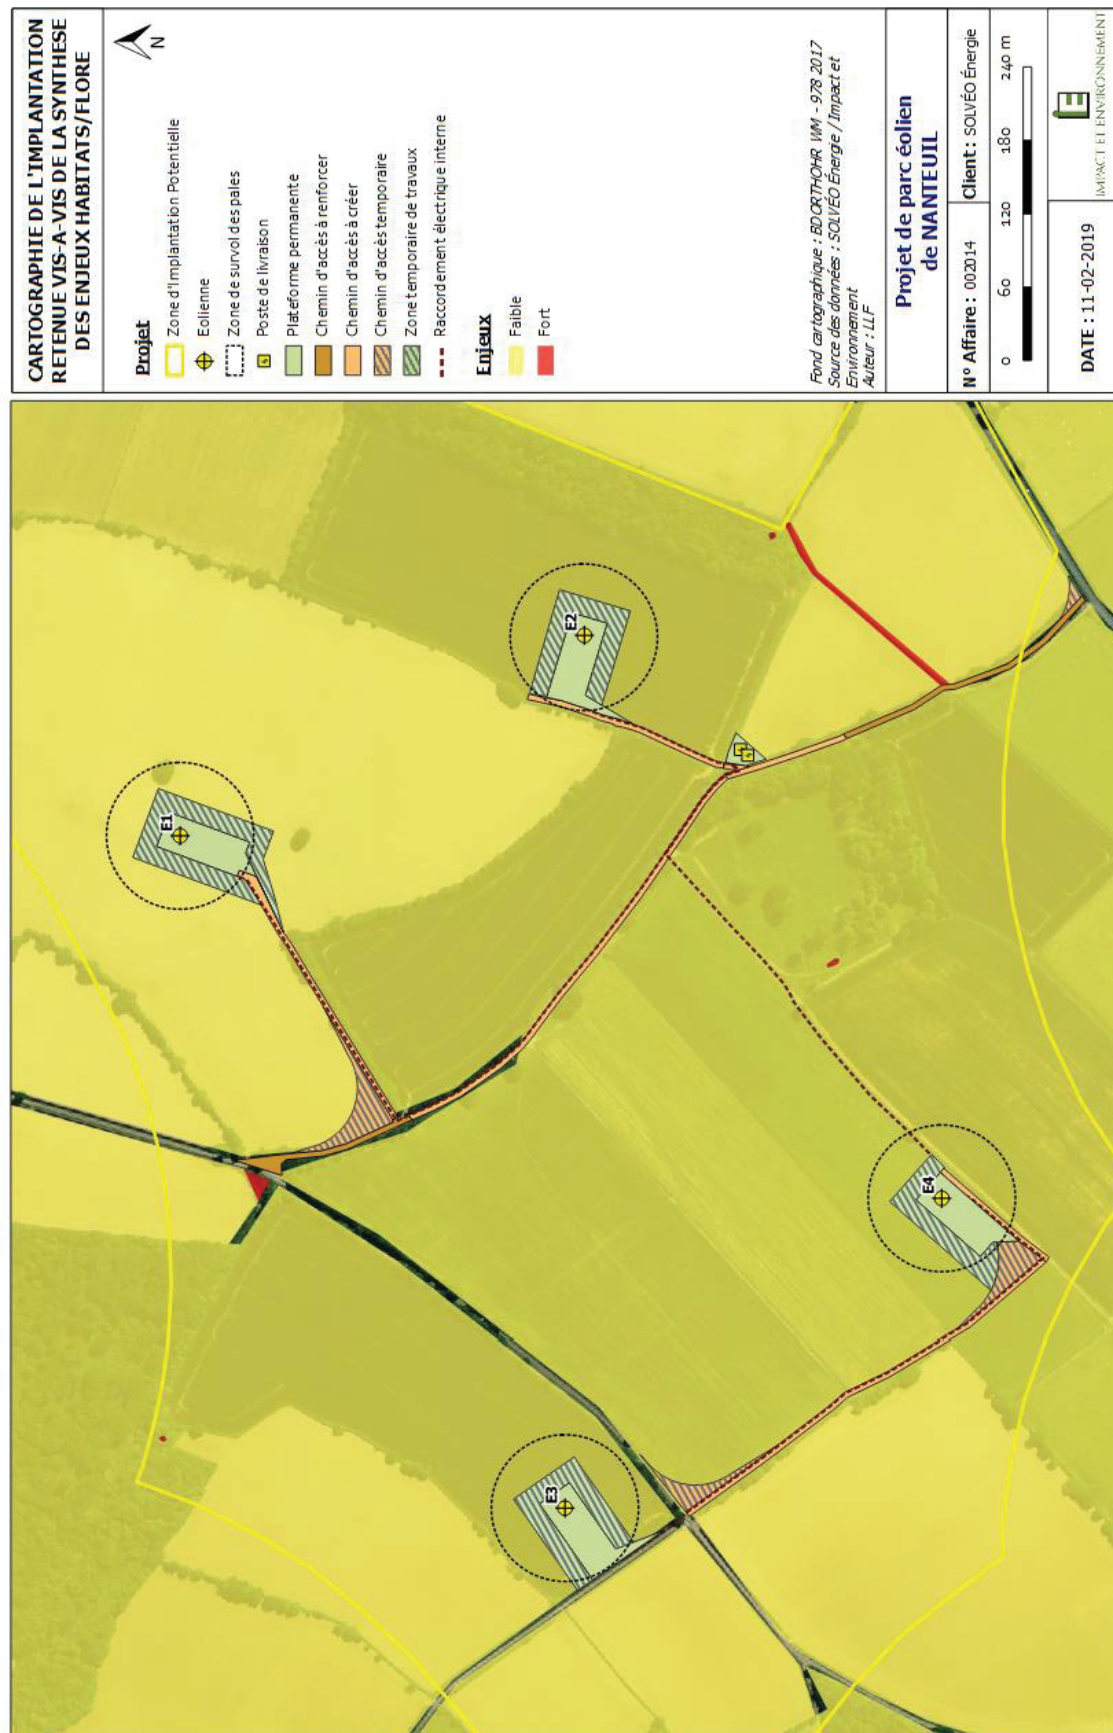 CARTOGRAPHIE DE L'IMPLANTATION
RETENUE VIS-A-VIS DE LA SYNTHESE
DES ENJEUX HABITATS/FLORE
N
Projet
Zone d'Implantation Potentielle
Eolienne
Zone de survol des pales
Poste de livraison
Plateforme permanente
Chemin d'accès à renforcer
Chemin d'accès à créer
Chemin d'accès temporaire
Zone temporaire de travaux
Raccordement électrique interne
Enjeux
Faible
Fort
Fond cartographique : BDORTHOHR WM - 978 2017
Source des données : SOLVÉO Énergie / Impact et
Environnement
Auteur : LLF
Projet de parc éolien
de NANTEUIL
N° Affaire : 002014
Client : SOLVÉO Énergie
0 60 120 180 240 m
DATE : 11-02-2019
IE
IMPACT ET ENVIRONNEMENT
E1
E2
E3
E4